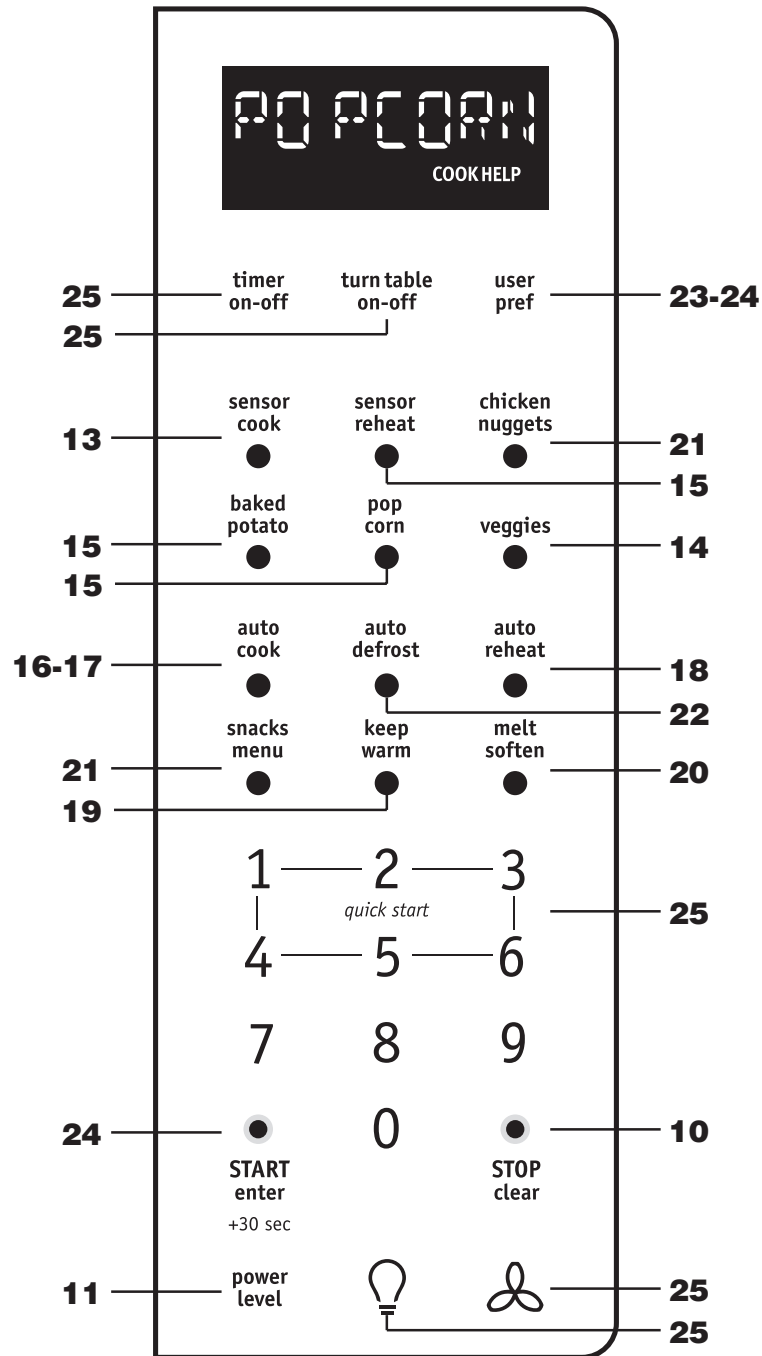 PO PCORN
COOK HELP
timer turn table user
25 on-off on-off pref 23-24
25
sensor sensor chicken
cook reheat nuggets
13 21
15
baked pop
potato corn veggies
15 14
15
auto auto auto
cook defrost reheat
16-17 18
22
snacks keep melt
menu warm soften
21 20
19
1 2 3
quick start 25
4 5 6
7 8 9
24 0 10
START STOP
enter clear
+30 sec
power
11 level 25
25